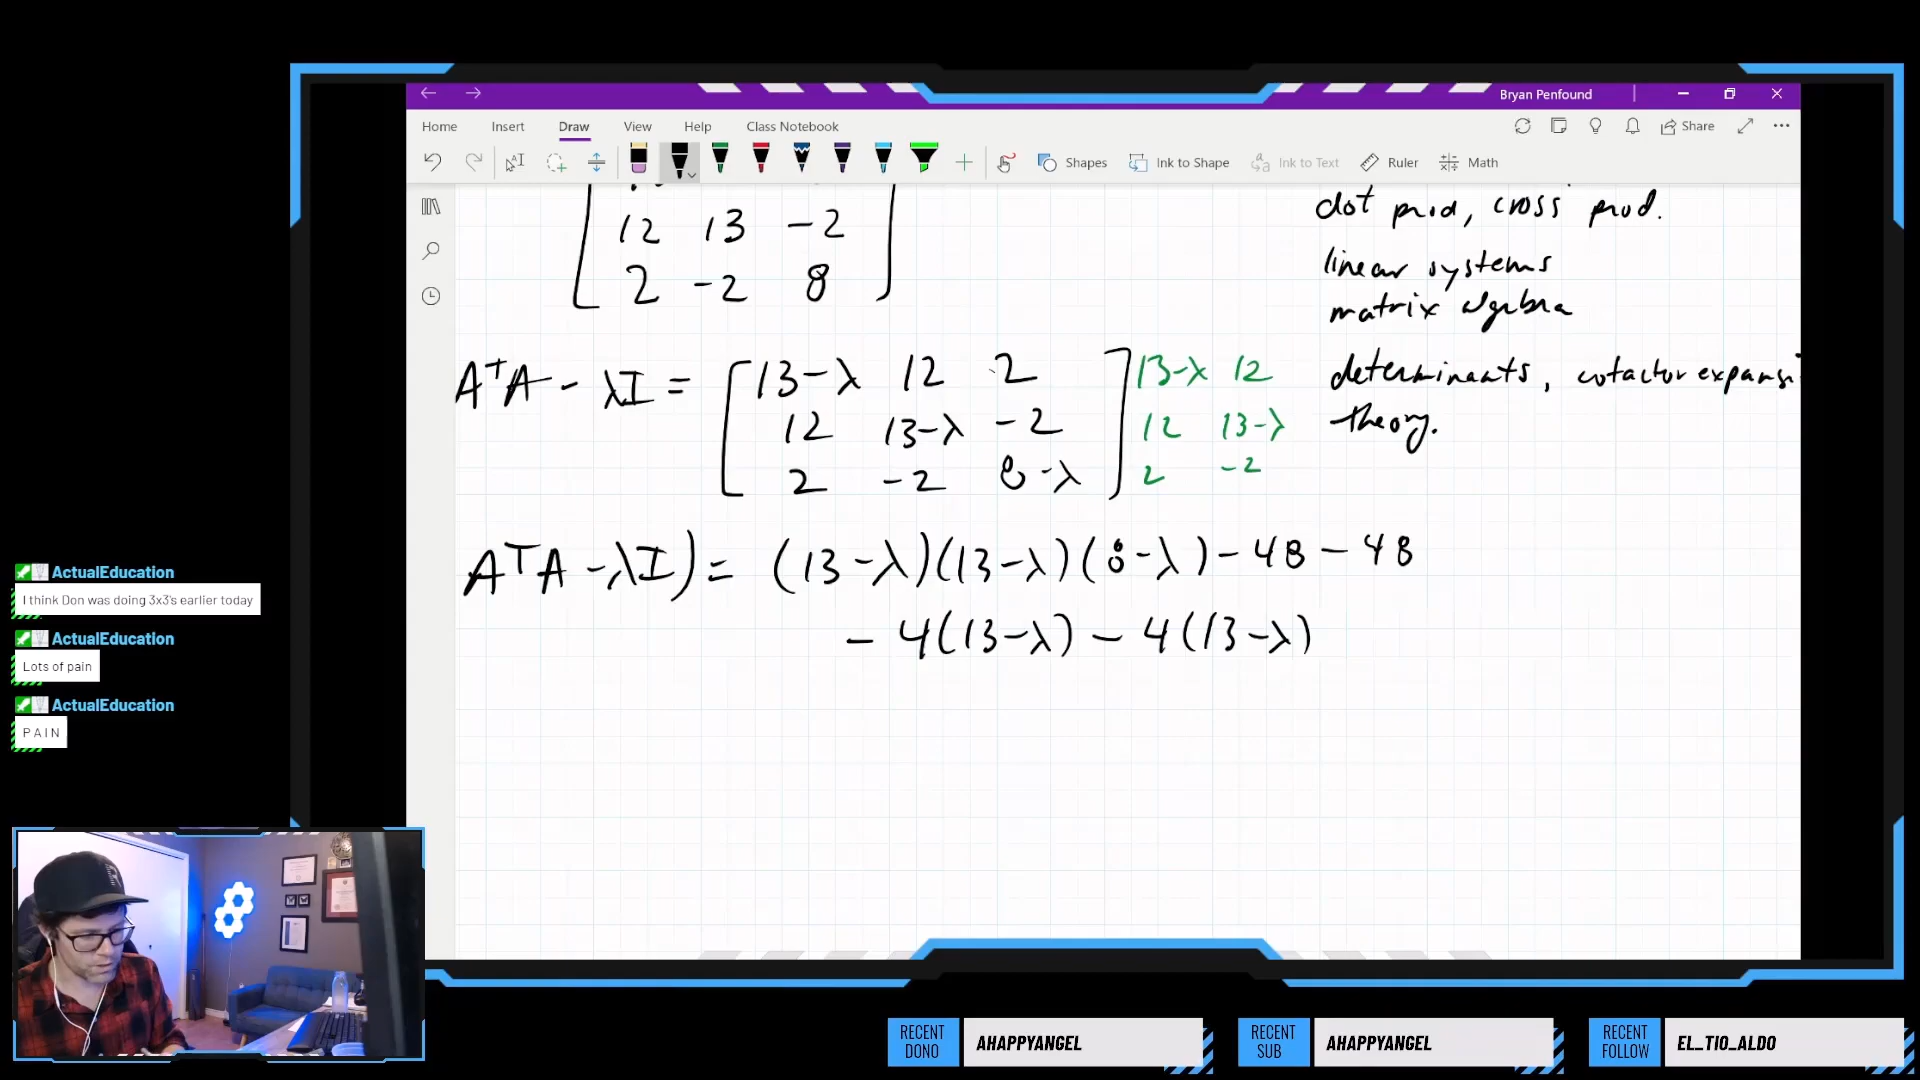 Bryan Penfound
Home Insert Draw View Help Class Notebook
Share
Shapes Ink to Shape Ink to Text Ruler Math
12 13 -2
2 -2 8
dot prod, cross prod.
linear systems
matrix algebra
determinants, cofactor expansi
theory.
AᵀA - λI = [ 13-λ 12 2 ] 13-λ 12
12 13-λ -2 12 13-λ
2 -2 8-λ 2 -2
AᵀA - λI) = (13-λ)(13-λ)(8-λ) - 48 - 48
- 4(13-λ) - 4(13-λ)
ActualEducation
I think Don was doing 3x3's earlier today
ActualEducation
Lots of pain
ActualEducation
P A I N
RECENT DONO
AHAPPYANGEL
RECENT SUB
AHAPPYANGEL
RECENT FOLLOW
EL_TIO_ALDO